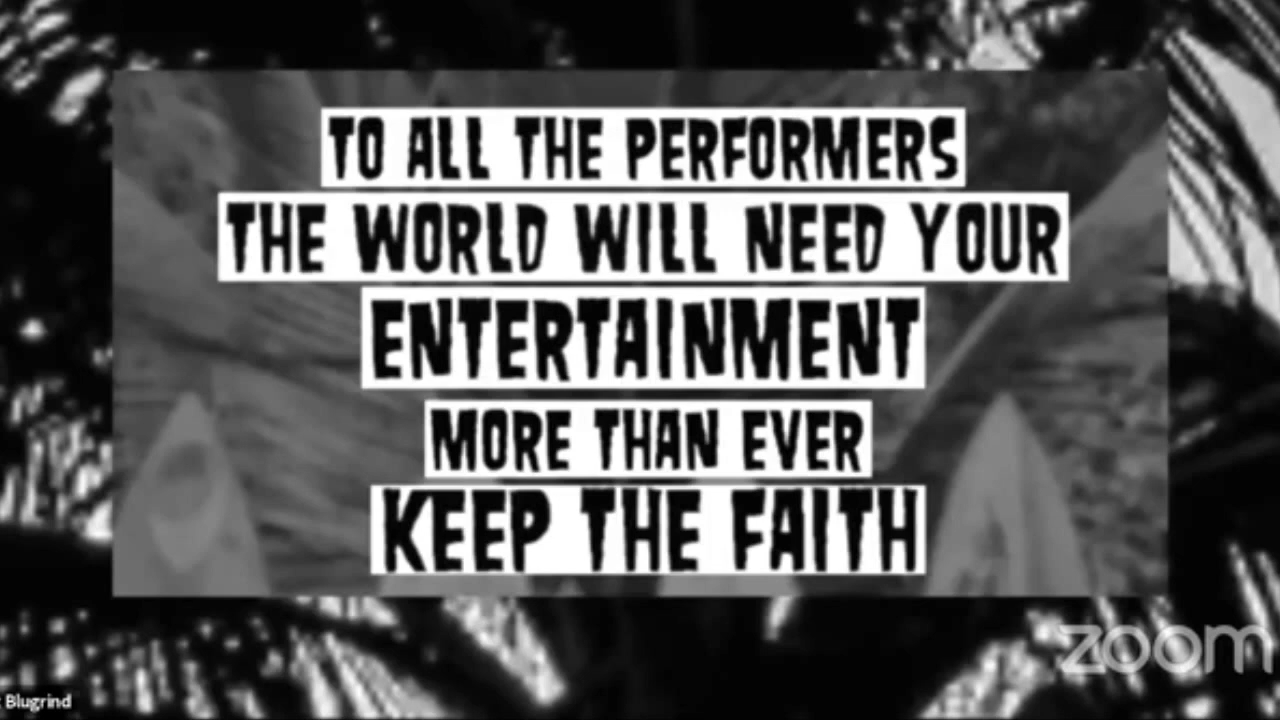 TO ALL THE PERFORMERS
THE WORLD WILL NEED YOUR
ENTERTAINMENT
MORE THAN EVER
KEEP THE FAITH
zoom
Blugrind